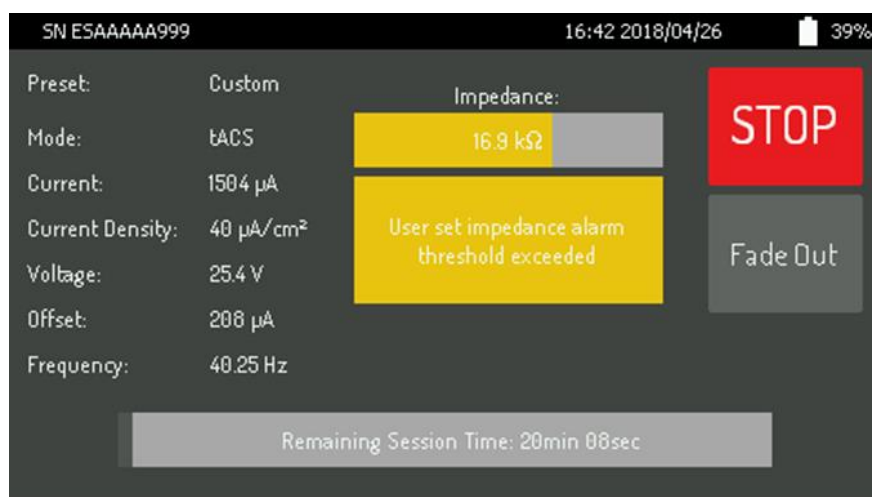 SN ESAAAAA999 16:42 2018/04/26 39%
Preset: Custom
Mode: tACS
Current: 1504 µA
Current Density: 40 µA/cm²
Voltage: 25.4 V
Offset: 208 µA
Frequency: 40.25 Hz
Impedance:
16.9 kΩ
User set impedance alarm
threshold exceeded
STOP
Fade Out
Remaining Session Time: 20min 08sec